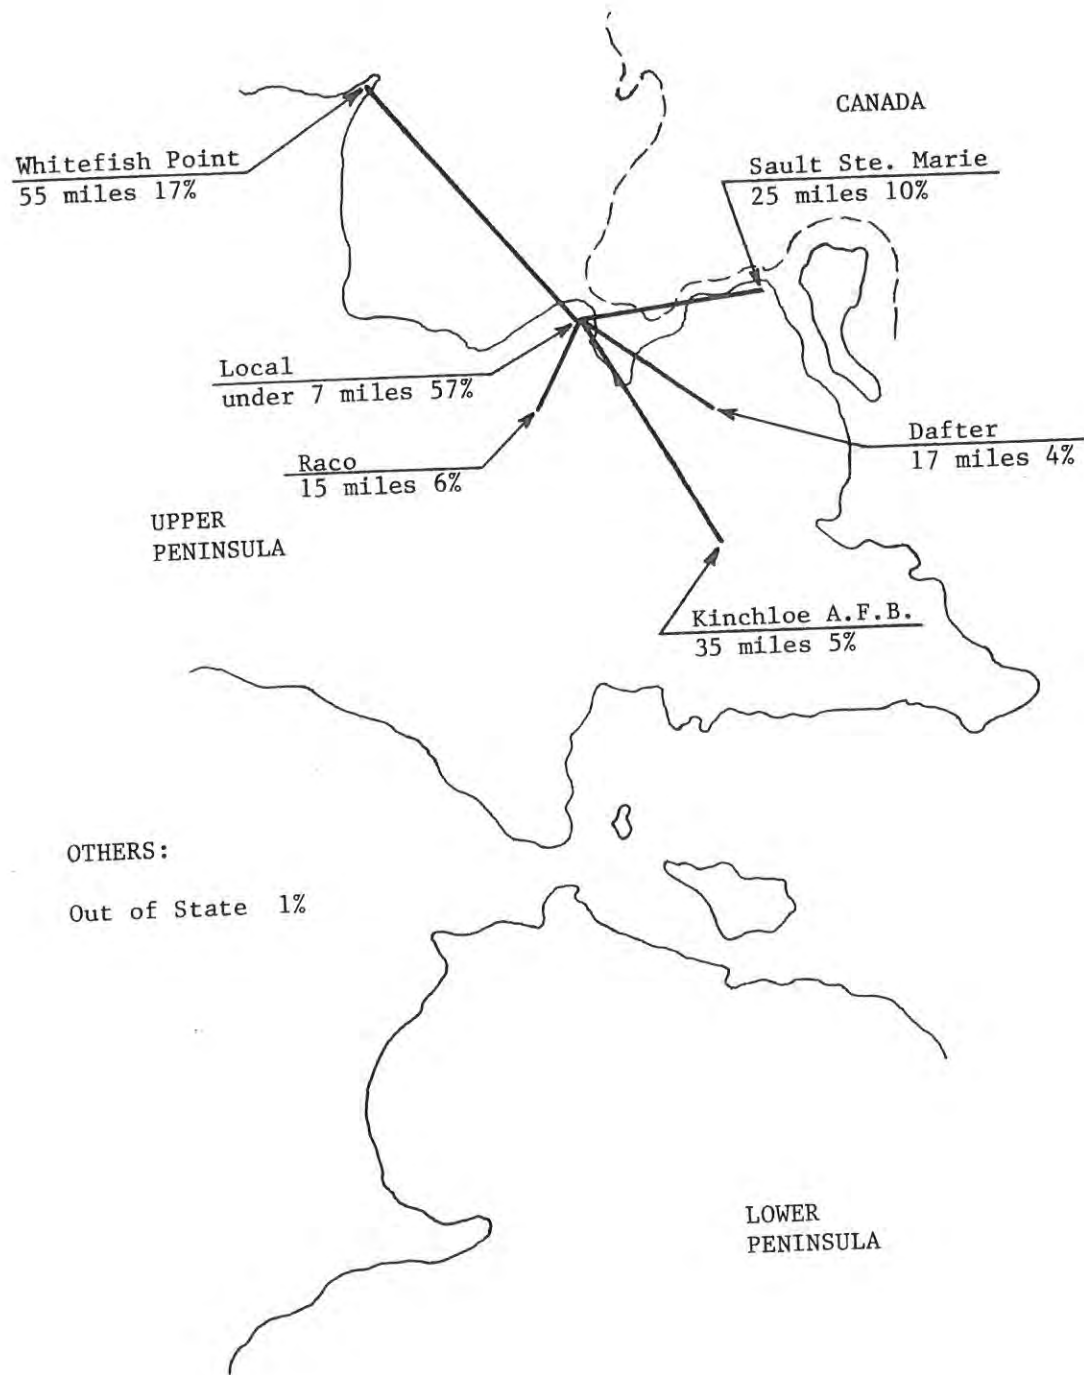 CANADA
Whitefish Point
55 miles 17%
Sault Ste. Marie
25 miles 10%
Local
under 7 miles 57%
Dafter
17 miles 4%
Raco
15 miles 6%
UPPER
PENINSULA
Kinchloe A.F.B.
35 miles 5%
OTHERS:
Out of State 1%
LOWER
PENINSULA